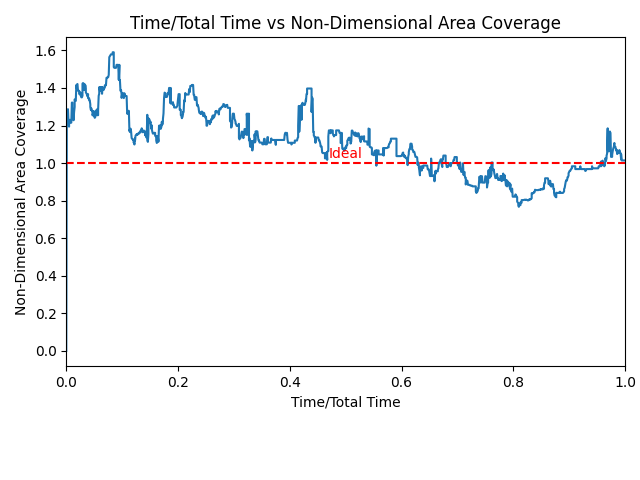 Time/Total Time vs Non-Dimensional Area Coverage
Non-Dimensional Area Coverage
1.6
1.4
1.2
1.0
0.8
0.6
0.4
0.2
0.0
Ideal
0.0 0.2 0.4 0.6 0.8 1.0
Time/Total Time